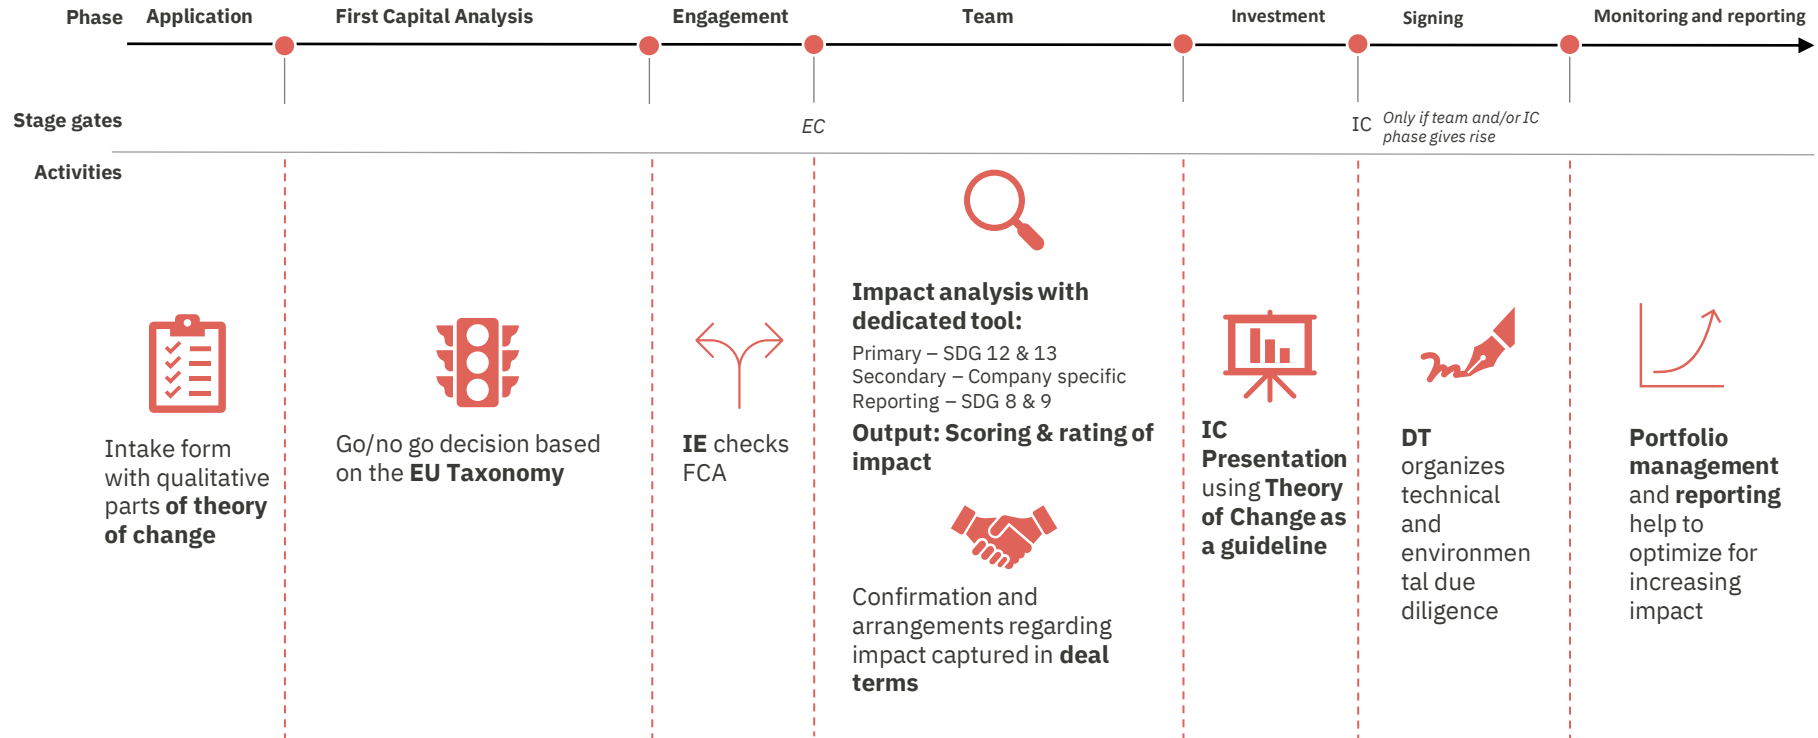 Phase
Application
First Capital Analysis
Engagement
Team
Investment
Signing
Monitoring and reporting
Stage gates
EC
IC
Only if team and/or IC
phase gives rise
Activities
Intake form
with qualitative
parts of theory
of change
Go/no go decision based
on the EU Taxonomy
IE checks
FCA
Impact analysis with
dedicated tool:
Primary – SDG 12 & 13
Secondary – Company specific
Reporting – SDG 8 & 9
Output: Scoring & rating of
impact
Confirmation and
arrangements regarding
impact captured in deal
terms
IC
Presentation
using Theory
of Change as
a guideline
DT
organizes
technical
and
environmen
tal due
diligence
Portfolio
management
and reporting
help to
optimize for
increasing
impact